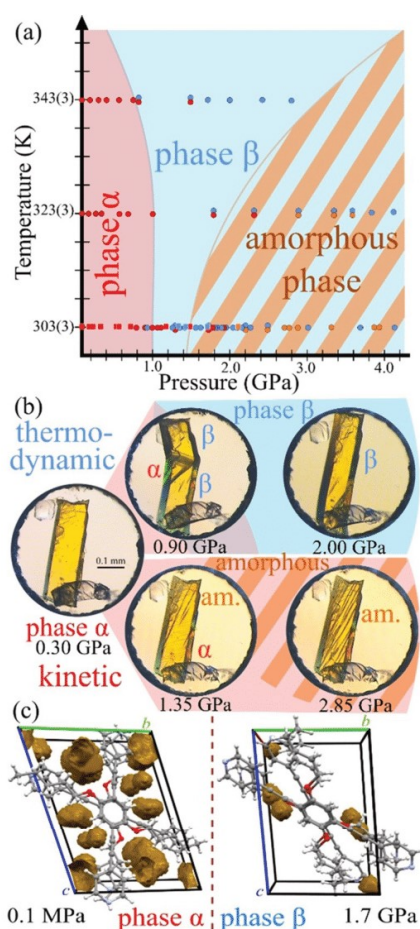 (a)
Temperature (K)
343(3)
323(3)
303(3)
phase α
phase β
amorphous
phase
1.0 2.0 3.0 4.0
Pressure (GPa)
(b)
thermo-
dynamic
phase β
β
α
β
β
0.90 GPa
2.00 GPa
0.1 mm
phase α
0.30 GPa
kinetic
amorphous
am.
α
am.
1.35 GPa
2.85 GPa
(c)
b
c
0.1 MPa
phase α
b
c
phase β
1.7 GPa